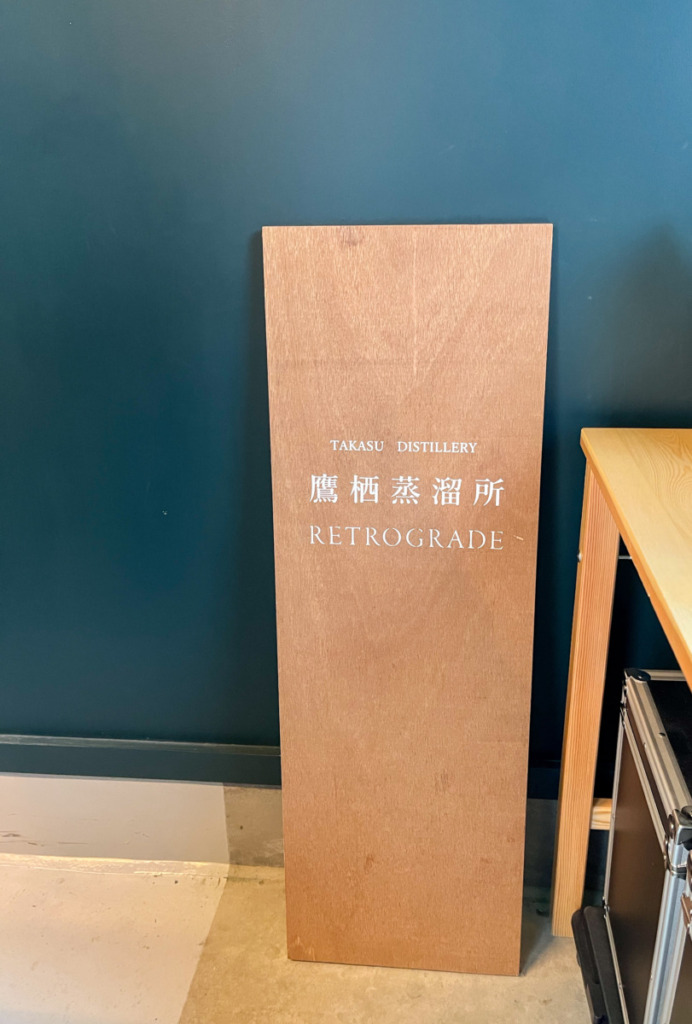 TAKASU DISTILLERY
鷹栖蒸溜所
RETROGRADE